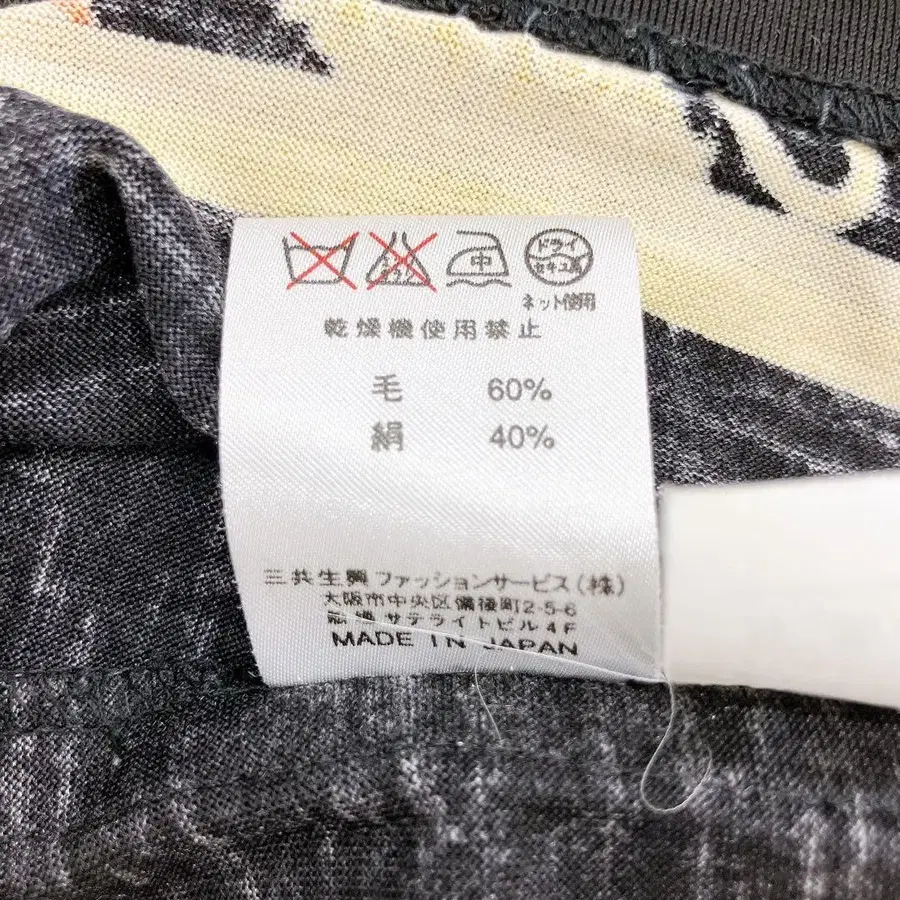 中
ドライ
セキユ系
ネット使用
乾燥機使用禁止
毛 60%
絹 40%
三共生興ファッションサービス(株)
大阪市中央区備後町2-5-6
サテライトビル4F
MADE IN JAPAN